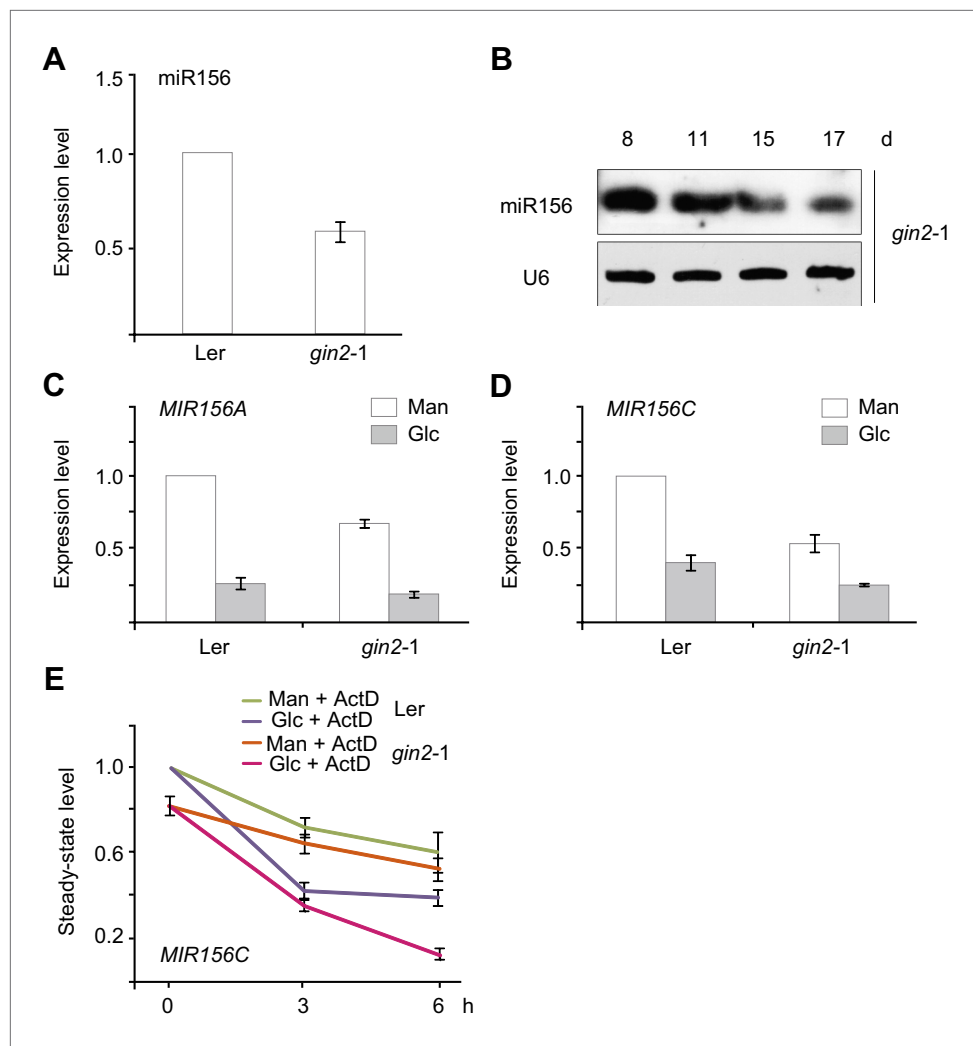 A
miR156
1.5
1.0
0.5
Expression level
Ler gin2-1
B
8 11 15 17 d
miR156
U6
gin2-1
C
MIR156A
Man
Glc
1.0
0.5
Expression level
Ler gin2-1
D
MIR156C
Man
Glc
1.0
0.5
Expression level
Ler gin2-1
E
Man + ActD
Glc + ActD
Ler
Man + ActD
Glc + ActD
gin2-1
1.0
0.6
0.2
Steady-state level
MIR156C
0 3 6 h